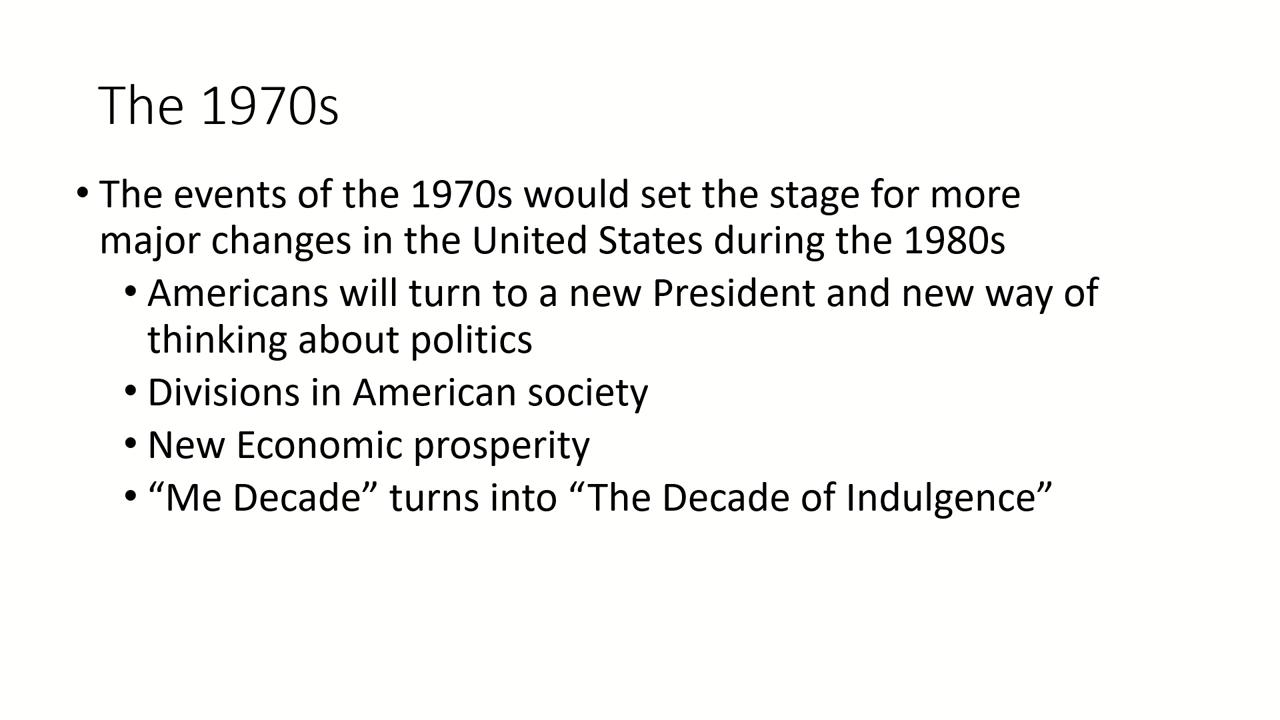 The 1970s
• The events of the 1970s would set the stage for more
major changes in the United States during the 1980s
• Americans will turn to a new President and new way of
thinking about politics
• Divisions in American society
• New Economic prosperity
• “Me Decade” turns into “The Decade of Indulgence”